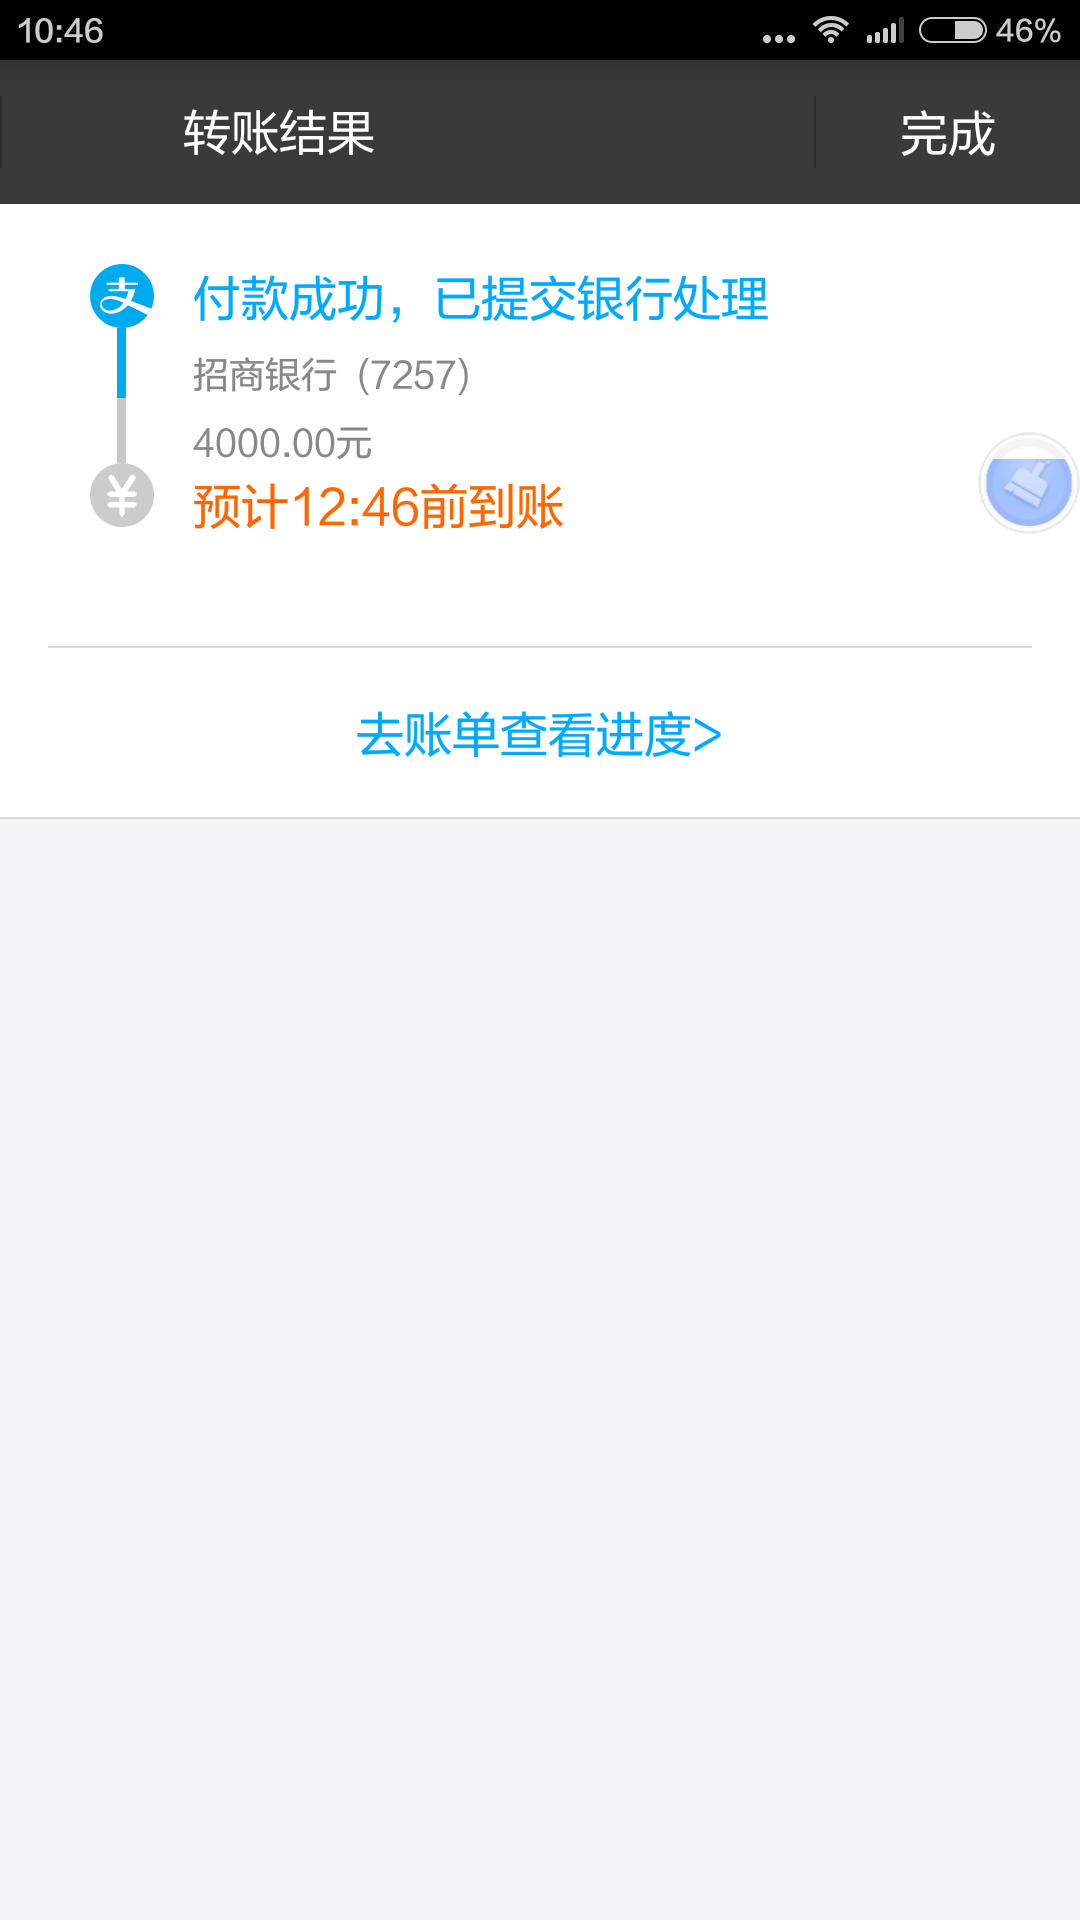 10:46
46%
转账结果
完成
支
付款成功，已提交银行处理
招商银行 (7257)
4000.00元
¥
预计12:46前到账
去账单查看进度>